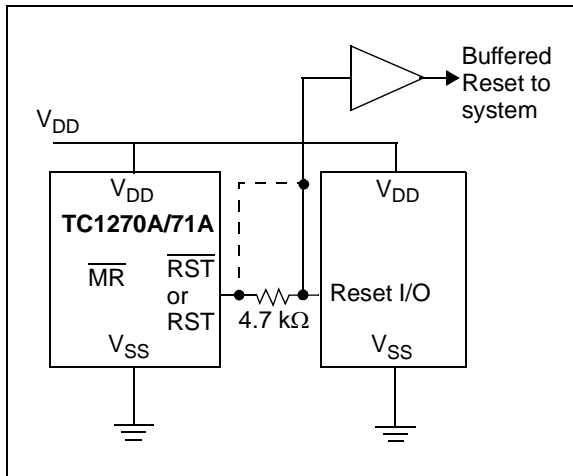 Buffered
Reset to
system
VDD
VDD
TC1270A/71A
MR
RST
or
RST
VSS
4.7 kΩ
VDD
Reset I/O
VSS